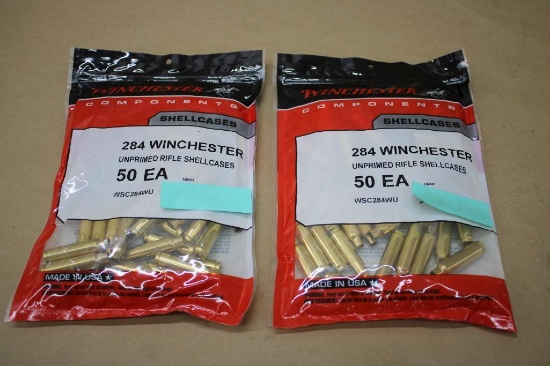 WINCHESTER
COMPONENTS
SHELLCASES
284 WINCHESTER
UNPRIMED RIFLE SHELLCASES
50 EA
WSC284WU
MADE IN USA
WINCHESTER
COMPONENTS
SHELLCASES
284 WINCHESTER
UNPRIMED RIFLE SHELLCASES
50 EA
WSC284WU
MADE IN USA